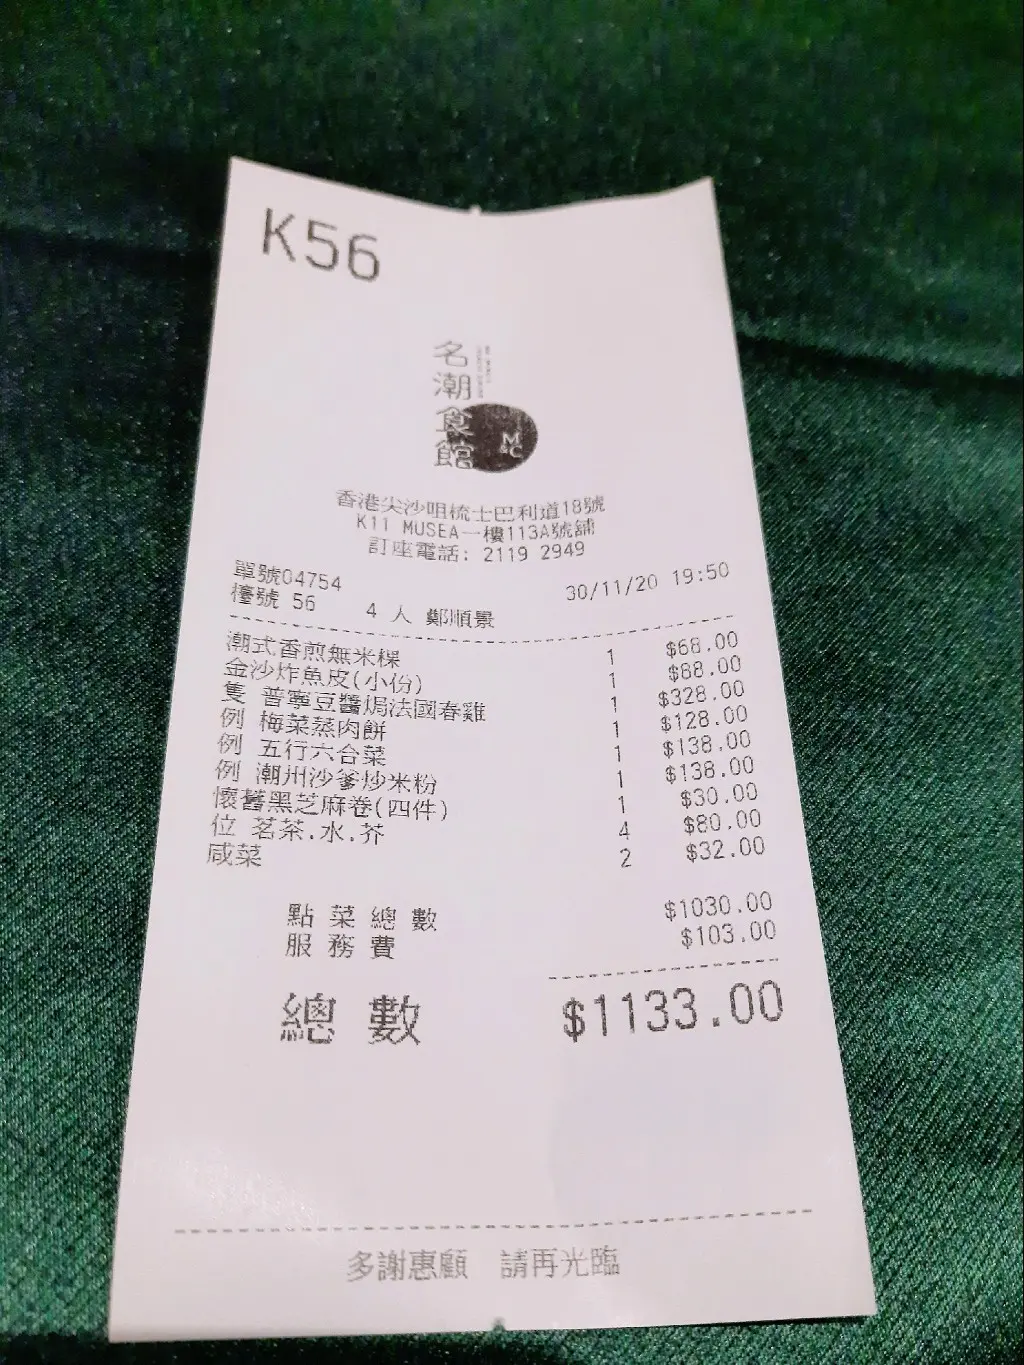 K56
名潮食館
M&C
香港尖沙咀梳士巴利道18號
K11 MUSEA一樓113A號舖
訂座電話: 2119 2949
單號04754 30/11/20 19:50
檯號 56 4 人 鄭順景
潮式香煎無米粿 1 $68.00
金沙炸魚皮(小份) 1 $88.00
隻 普寧豆醬焗法國春雞 1 $328.00
例 梅菜蒸肉餅 1 $128.00
例 五行六合菜 1 $138.00
例 潮州沙爹炒米粉 1 $138.00
懷舊黑芝麻卷(四件) 1 $30.00
位 茗茶.水.芥 4 $80.00
咸菜 2 $32.00
點菜總數 $1030.00
服務費 $103.00
總數 $1133.00
多謝惠顧 請再光臨